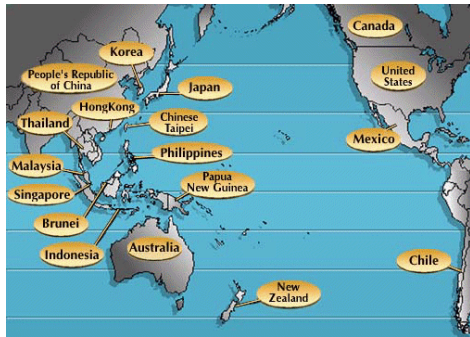 Canada
Korea
People's Republic
of China
United
States
Japan
HongKong
Thailand
Chinese
Taipei
Mexico
Philippines
Malaysia
Papua
New Guinea
Singapore
Brunei
Australia
Indonesia
Chile
New
Zealand